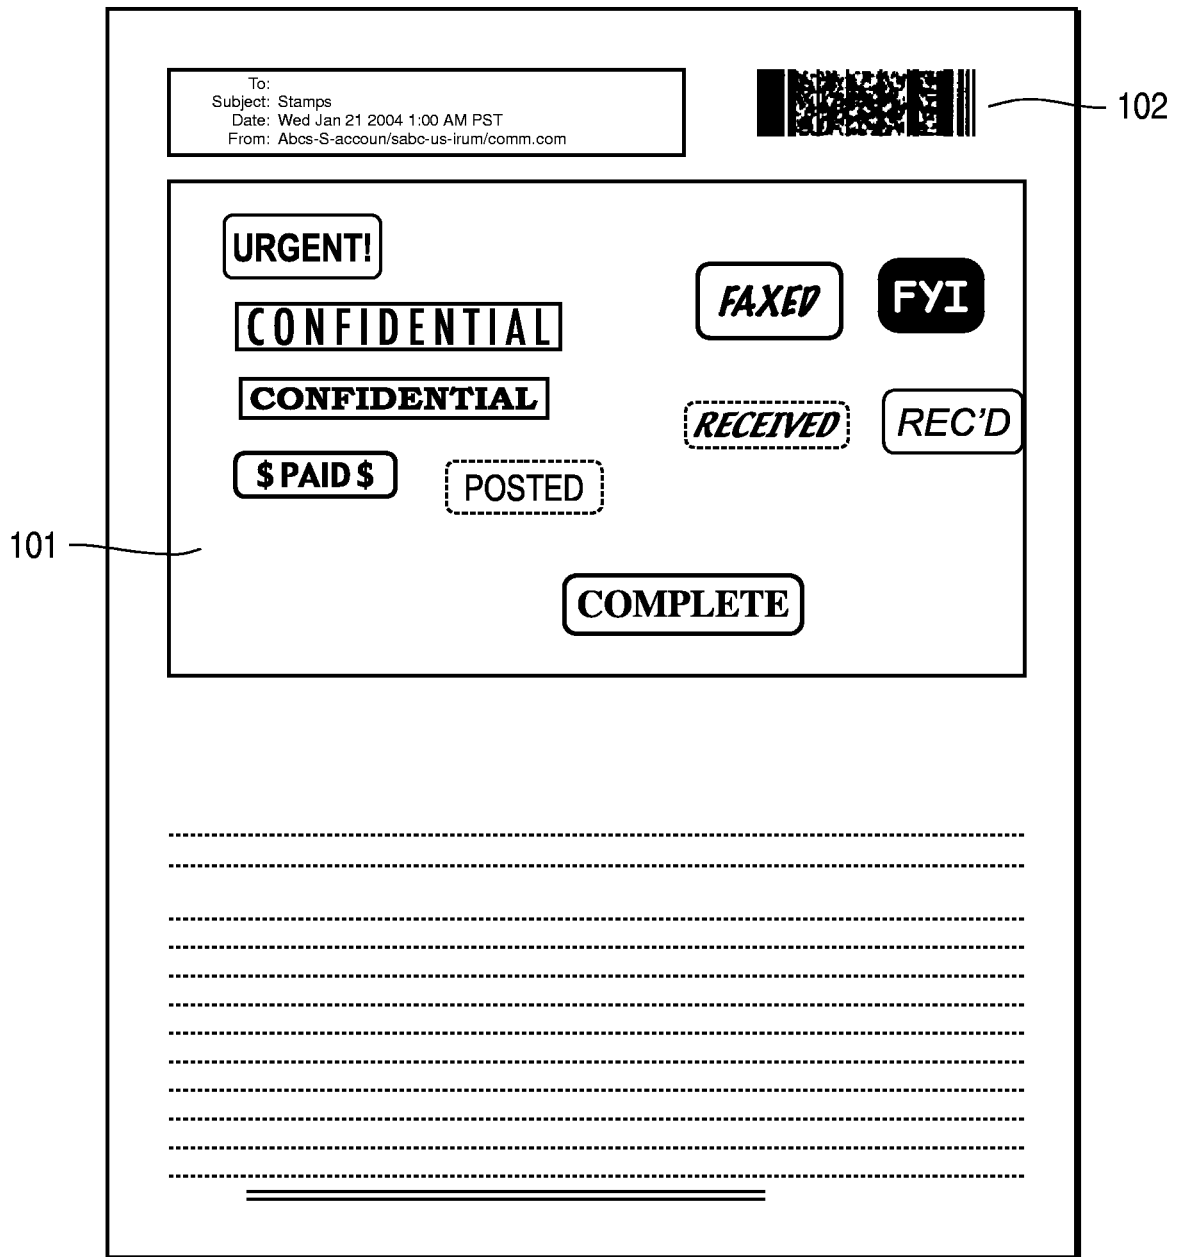 To:
Subject: Stamps
Date: Wed Jan 21 2004 1:00 AM PST
From: Abcs-S-accoun/sabc-us-irum/comm.com
102
URGENT!
FAXED
FYI
CONFIDENTIAL
CONFIDENTIAL
RECEIVED
REC'D
$ PAID $
POSTED
101
COMPLETE